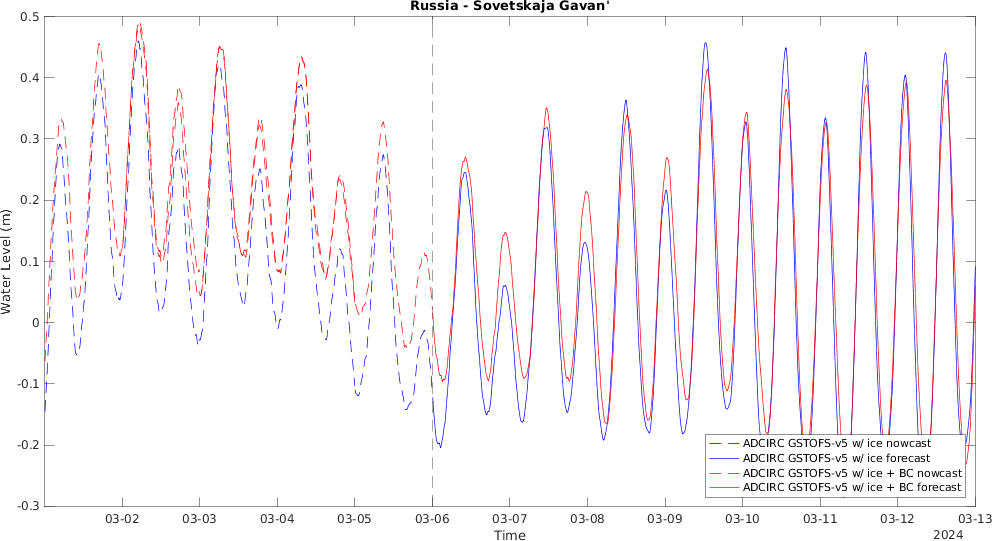 Russia - Sovetskaja Gavan'
Water Level (m)
0.5
0.4
0.3
0.2
0.1
0
-0.1
-0.2
-0.3
ADCIRC GSTOFS-v5 w/ ice nowcast
ADCIRC GSTOFS-v5 w/ ice forecast
ADCIRC GSTOFS-v5 w/ ice + BC nowcast
ADCIRC GSTOFS-v5 w/ ice + BC forecast
03-02 03-03 03-04 03-05 03-06 03-07 03-08 03-09 03-10 03-11 03-12 03-13
Time
2024